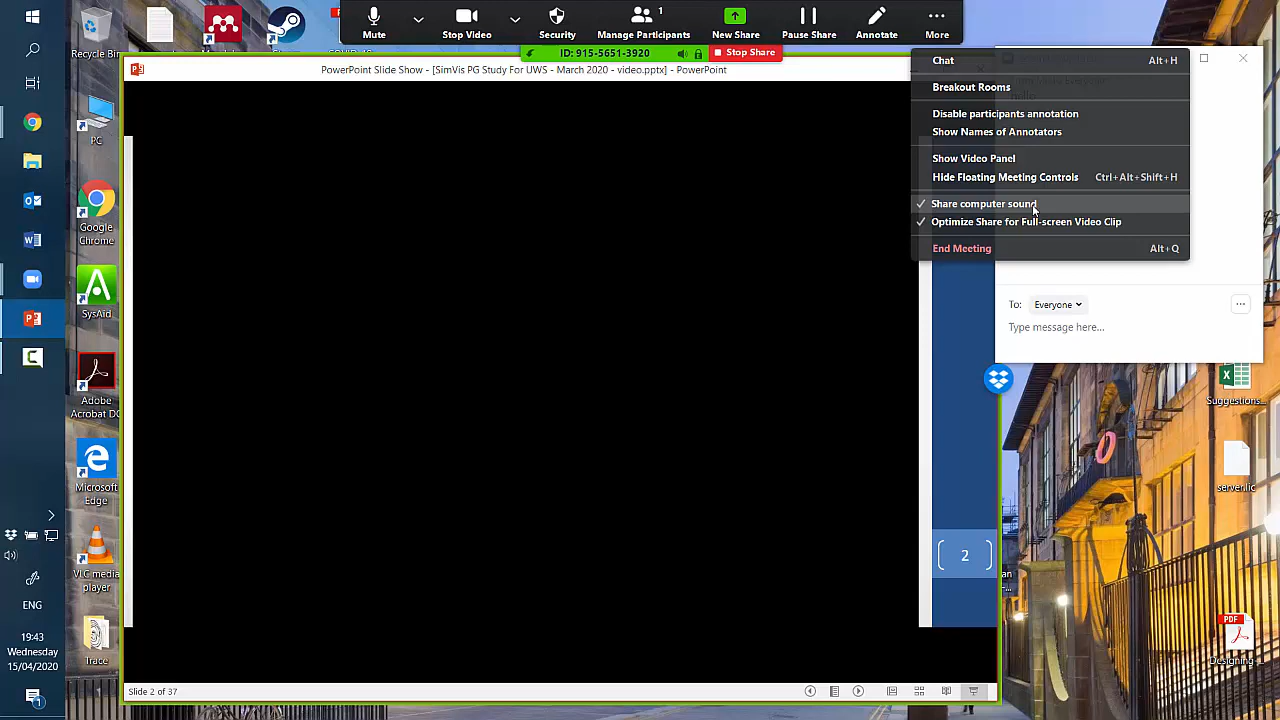 Mute
Stop Video
Security
Manage Participants
1
New Share
Pause Share
Annotate
More
ID: 915-5651-3920
Stop Share
PowerPoint Slide Show - [SimVis PG Study For UWS - March 2020 - video.pptx] - PowerPoint
Chat Alt+H
Breakout Rooms
Disable participants annotation
Show Names of Annotators
Show Video Panel
Hide Floating Meeting Controls Ctrl+Alt+Shift+H
Share computer sound
Optimize Share for Full-screen Video Clip
End Meeting Alt+Q
To: Everyone
Type message here...
Recycle Bin
PC
Google
Chrome
SysAid
Adobe
Acrobat DC
Microsoft
Edge
VLC media
player
Trace
Suggestions...
serverlic
PDF
Designing...
2
Slide 2 of 37
ENG
19:43
Wednesday
15/04/2020